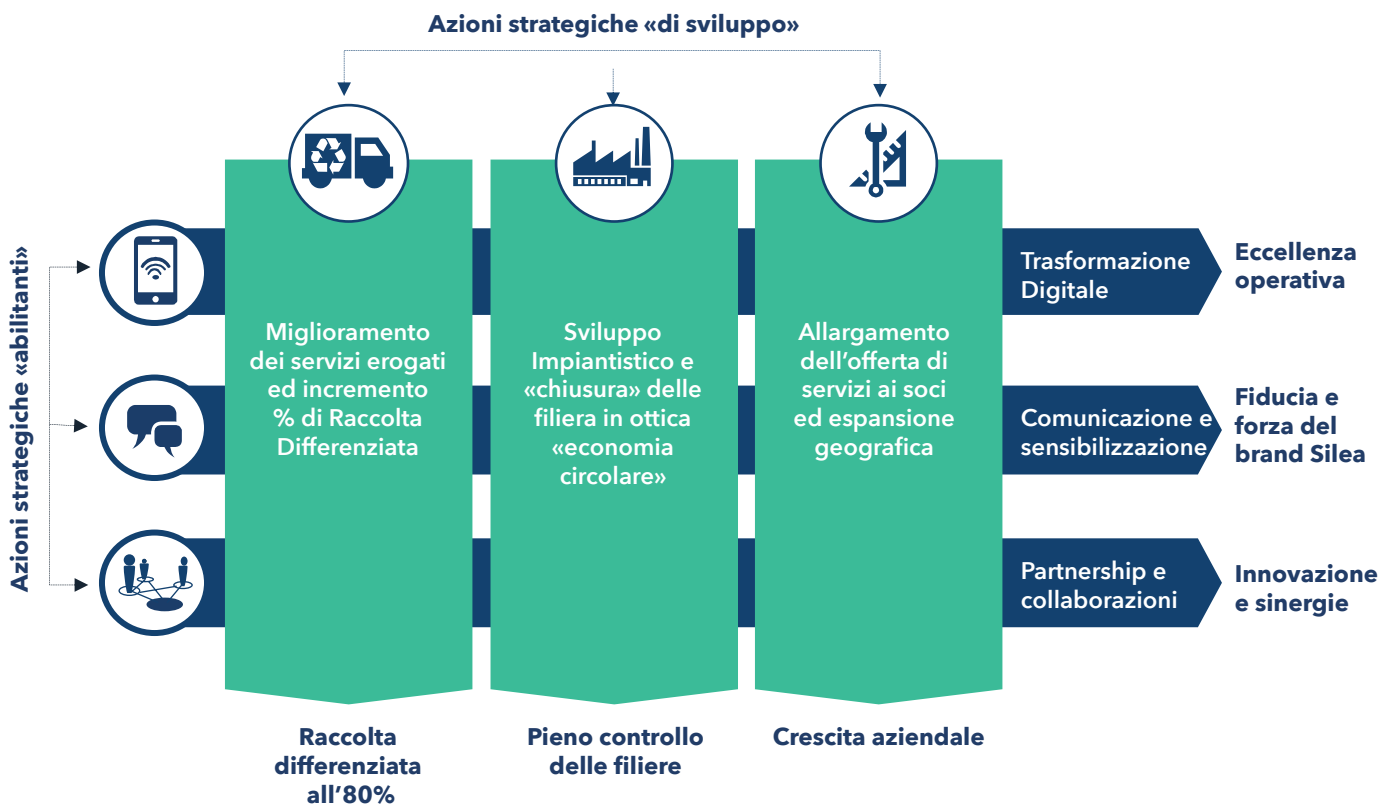 Azioni strategiche «di sviluppo»
Azioni strategiche «abilitanti»
Miglioramento
dei servizi erogati
ed incremento
% di Raccolta
Differenziata
Sviluppo
Impiantistico e
«chiusura» delle
filiera in ottica
«economia
circolare»
Allargamento
dell’offerta di
servizi ai soci
ed espansione
geografica
Trasformazione
Digitale
Eccellenza
operativa
Comunicazione e
sensibilizzazione
Fiducia e
forza del
brand Silea
Partnership e
collaborazioni
Innovazione
e sinergie
Raccolta
differenziata
all’80%
Pieno controllo
delle filiere
Crescita aziendale